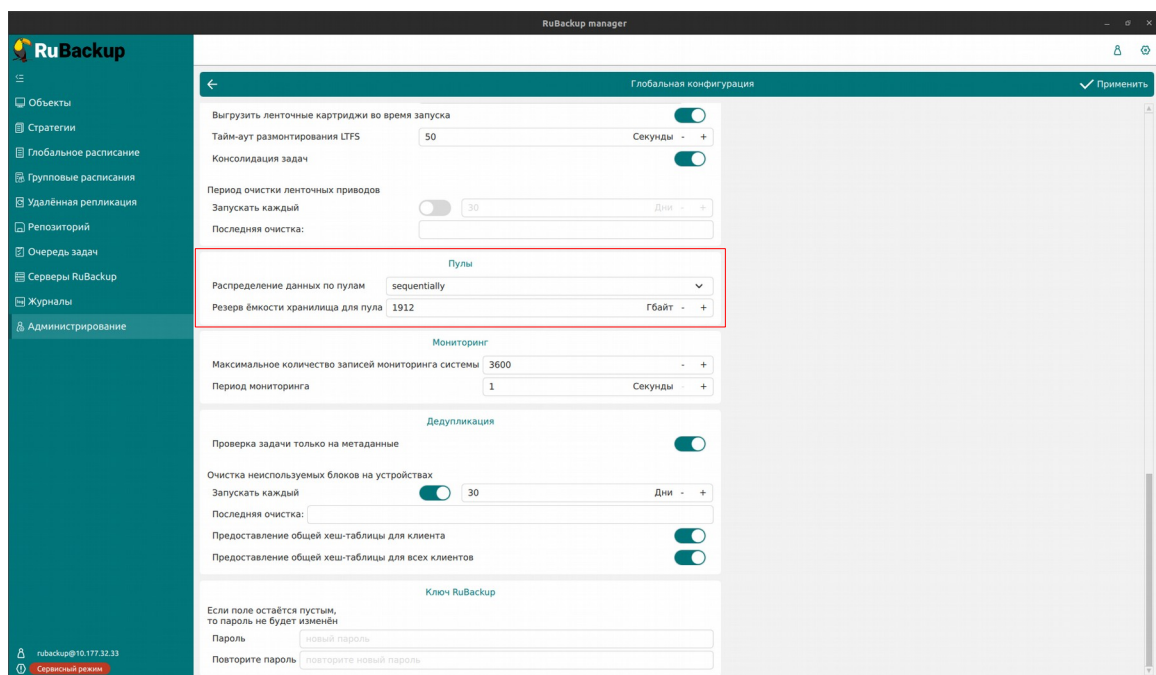 RuBackup manager
RuBackup
Объекты
Стратегии
Глобальное расписание
Групповые расписания
Удалённая репликация
Репозиторий
Очередь задач
Серверы RuBackup
Журналы
Администрирование
rubackup@10.177.32.33
Сервисный режим
Глобальная конфигурация
Применить
Выгрузить ленточные картриджи во время запуска
Тайм-аут размонтирования LTFS 50 Секунды - +
Консолидация задач
Период очистки ленточных приводов
Запускать каждый 30 Дни - +
Последняя очистка:
Пулы
Распределение данных по пулам sequentially
Резерв ёмкости хранилища для пула 1912 Гбайт - +
Мониторинг
Максимальное количество записей мониторинга системы 3600 - +
Период мониторинга 1 Секунды - +
Дедупликация
Проверка задачи только на метаданные
Очистка неиспользуемых блоков на устройствах
Запускать каждый 30 Дни - +
Последняя очистка:
Предоставление общей хеш-таблицы для клиента
Предоставление общей хеш-таблицы для всех клиентов
Ключ RuBackup
Если поле остаётся пустым,
то пароль не будет изменён
Пароль новый пароль
Повторите пароль повторите новый пароль